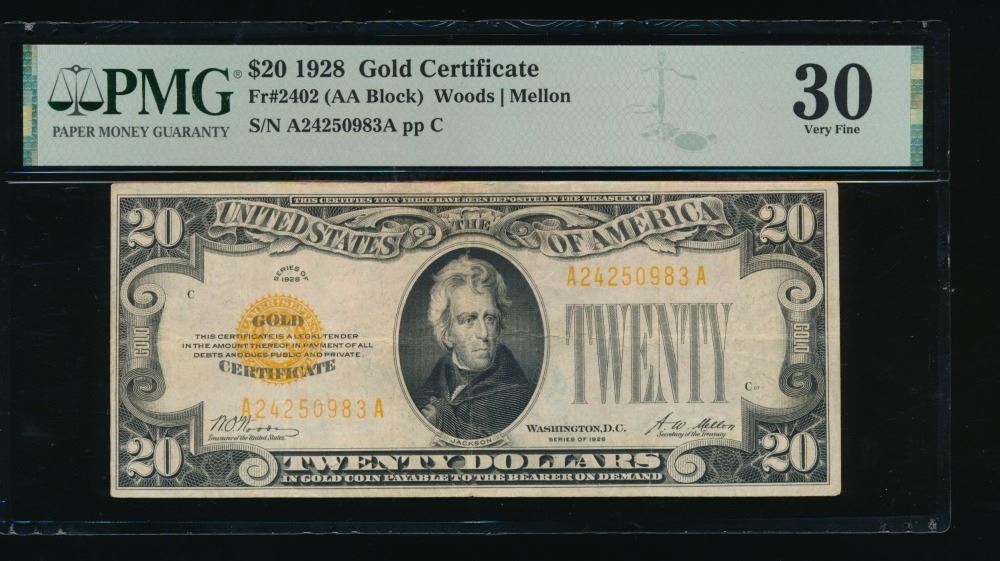 PMG®
PAPER MONEY GUARANTY
$20 1928 Gold Certificate
Fr#2402 (AA Block) Woods | Mellon
S/N A24250983A pp C
30
Very Fine
THIS CERTIFIES THAT THERE HAVE BEEN DEPOSITED IN THE TREASURY OF
20
UNITED STATES THE OF AMERICA
20
SERIES OF
1928
A24250983A
C
GOLD
GOLD
THIS CERTIFICATE IS A LEGAL TENDER
IN THE AMOUNT THEREOF IN PAYMENT OF ALL
DEBTS AND DUES PUBLIC AND PRIVATE
CERTIFICATE
TWENTY
GOLD
C
A24250983A
WASHINGTON, D.C.
SERIES OF 1928
W.O. Woods
Treasurer of the United States
A. W. Mellon
Secretary of the Treasury
JACKSON
20
TWENTY DOLLARS
20
IN GOLD COIN PAYABLE TO THE BEARER ON DEMAND